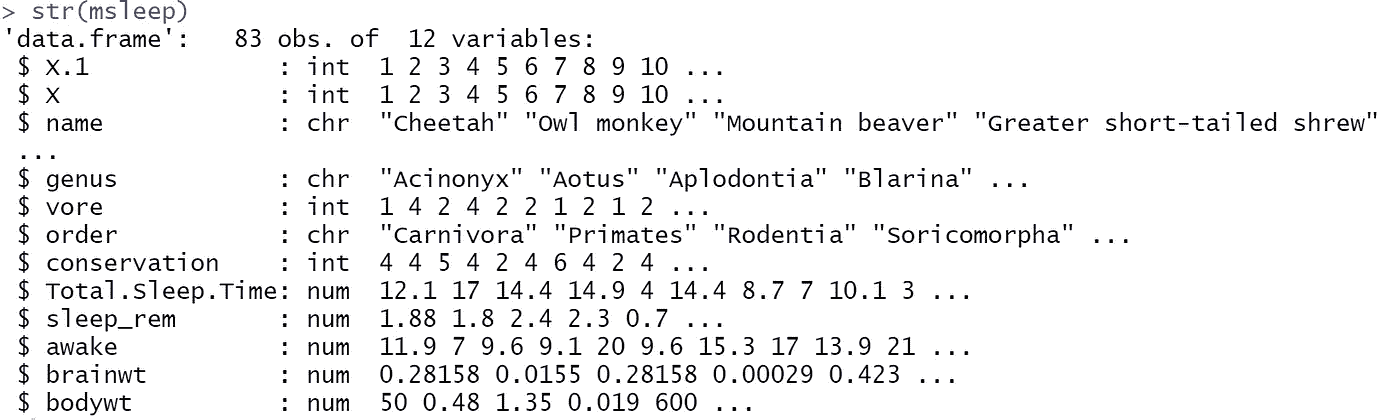 > str(msleep)
'data.frame':   83 obs. of  12 variables:
 $ X.1             : int  1 2 3 4 5 6 7 8 9 10 ...
 $ X               : int  1 2 3 4 5 6 7 8 9 10 ...
 $ name            : chr  "Cheetah" "Owl monkey" "Mountain beaver" "Greater short-tailed shrew"
 ...
 $ genus           : chr  "Acinonyx" "Aotus" "Aplodontia" "Blarina" ...
 $ vore            : int  1 4 2 4 2 2 1 2 1 2 ...
 $ order           : chr  "Carnivora" "Primates" "Rodentia" "Soricomorpha" ...
 $ conservation    : int  4 4 5 4 2 4 6 4 2 4 ...
 $ Total.Sleep.Time: num  12.1 17 14.4 14.9 4 14.4 8.7 7 10.1 3 ...
 $ sleep_rem       : num  1.88 1.8 2.4 2.3 0.7 ...
 $ awake           : num  11.9 7 9.6 9.1 20 9.6 15.3 17 13.9 21 ...
 $ brainwt         : num  0.28158 0.0155 0.28158 0.00029 0.423 ...
 $ bodywt          : num  50 0.48 1.35 0.019 600 ...